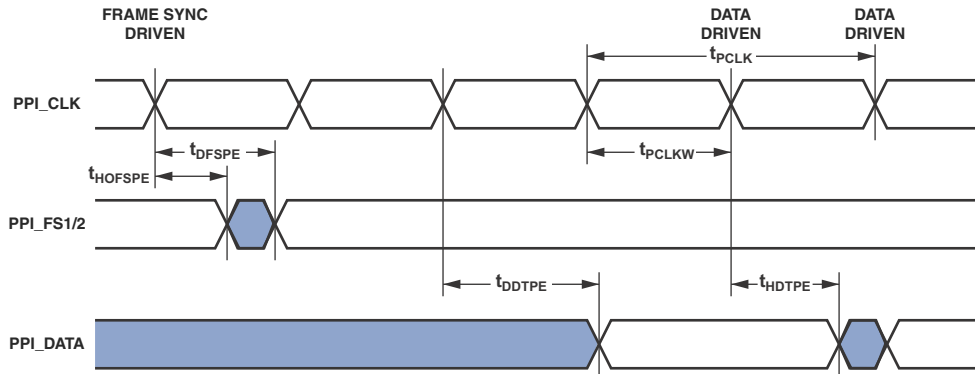 FRAME SYNC
DRIVEN
DATA
DRIVEN
DATA
DRIVEN
tPCLK
PPI_CLK
tDFSPE
tPCLKW
tHOFSPE
PPI_FS1/2
tDDTPE
tHDTPE
PPI_DATA